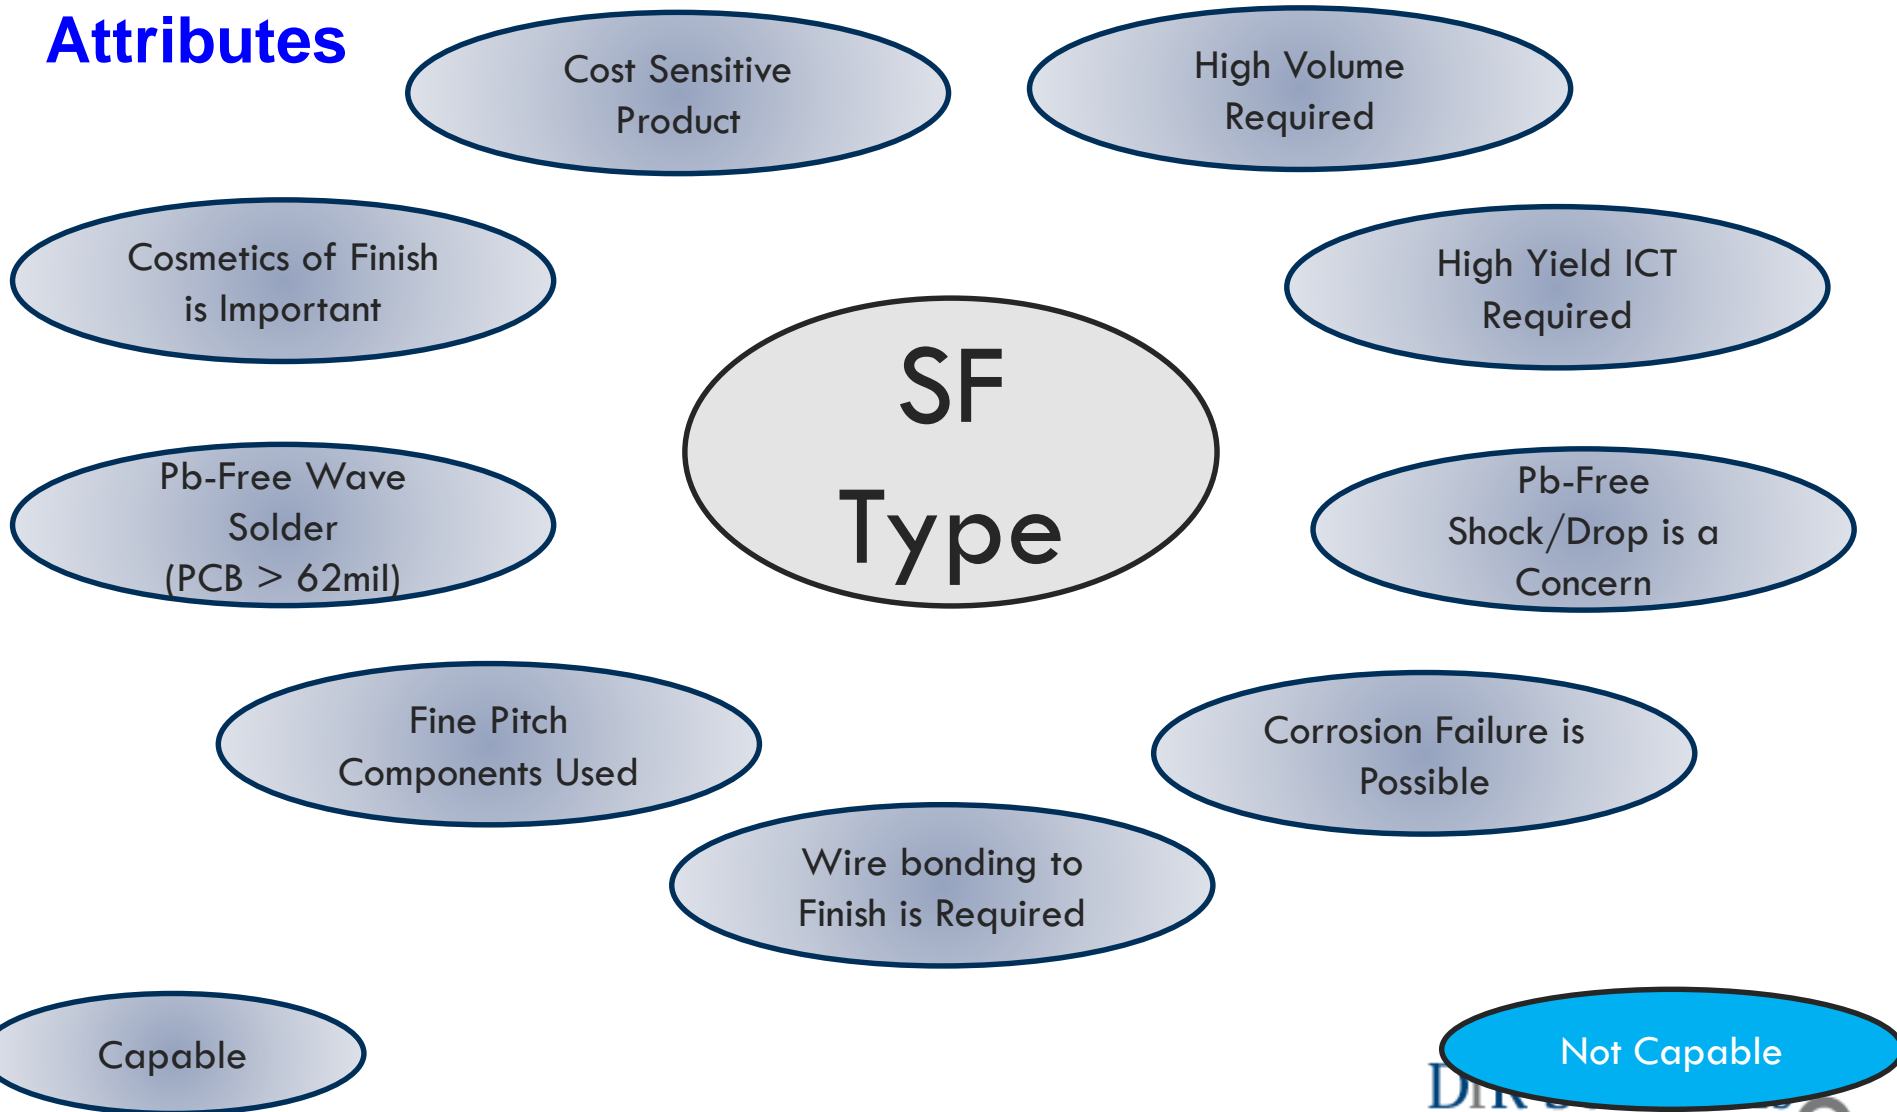 Attributes
Cost Sensitive
Product
High Volume
Required
Cosmetics of Finish
is Important
High Yield ICT
Required
SF
Type
Pb-Free Wave
Solder
(PCB > 62mil)
Pb-Free
Shock/Drop is a
Concern
Fine Pitch
Components Used
Corrosion Failure is
Possible
Wire bonding to
Finish is Required
Capable
Not Capable